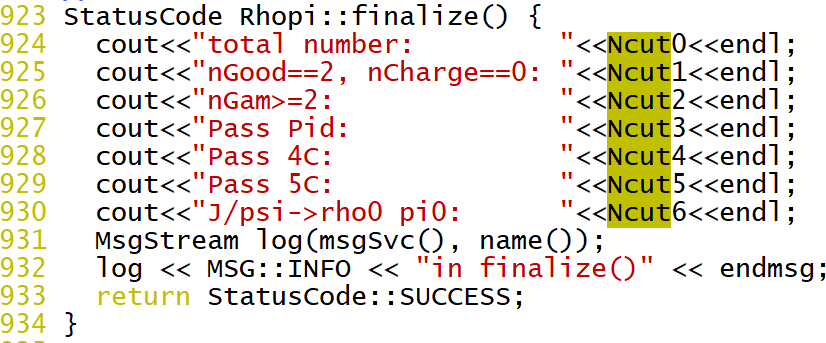 923 StatusCode Rhopi::finalize() {
924   cout<<"total number:         "<<Ncut0<<endl;
925   cout<<"nGood==2, nCharge==0: "<<Ncut1<<endl;
926   cout<<"nGam>=2:              "<<Ncut2<<endl;
927   cout<<"Pass Pid:             "<<Ncut3<<endl;
928   cout<<"Pass 4C:              "<<Ncut4<<endl;
929   cout<<"Pass 5C:              "<<Ncut5<<endl;
930   cout<<"J/psi->rho0 pi0:      "<<Ncut6<<endl;
931   MsgStream log(msgSvc(), name());
932   log << MSG::INFO << "in finalize()" << endmsg;
933   return StatusCode::SUCCESS;
934 }